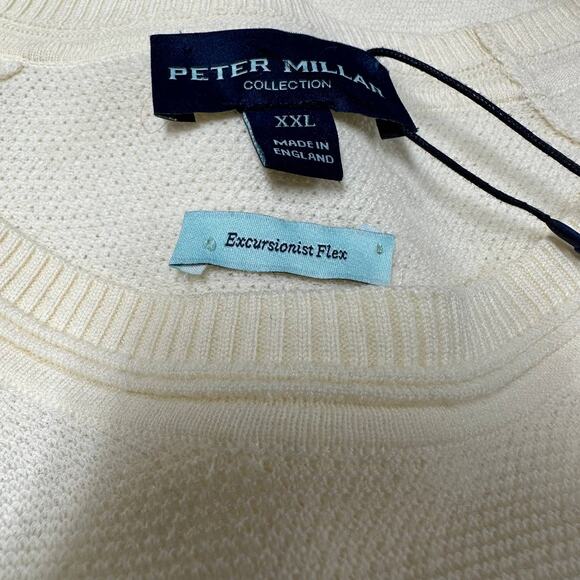 PETER MILLAR
COLLECTION
XXL
MADE IN
ENGLAND
Excursionist Flex